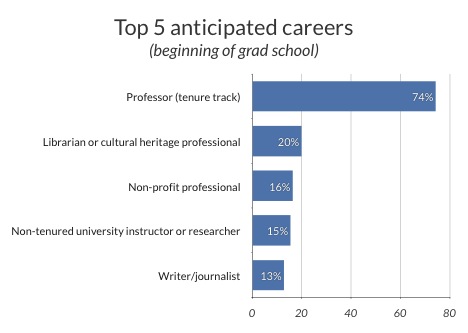 Top 5 anticipated careers
(beginning of grad school)
Professor (tenure track) 74%
Librarian or cultural heritage professional 20%
Non-profit professional 16%
Non-tenured university instructor or researcher 15%
Writer/journalist 13%
0 20 40 60 80